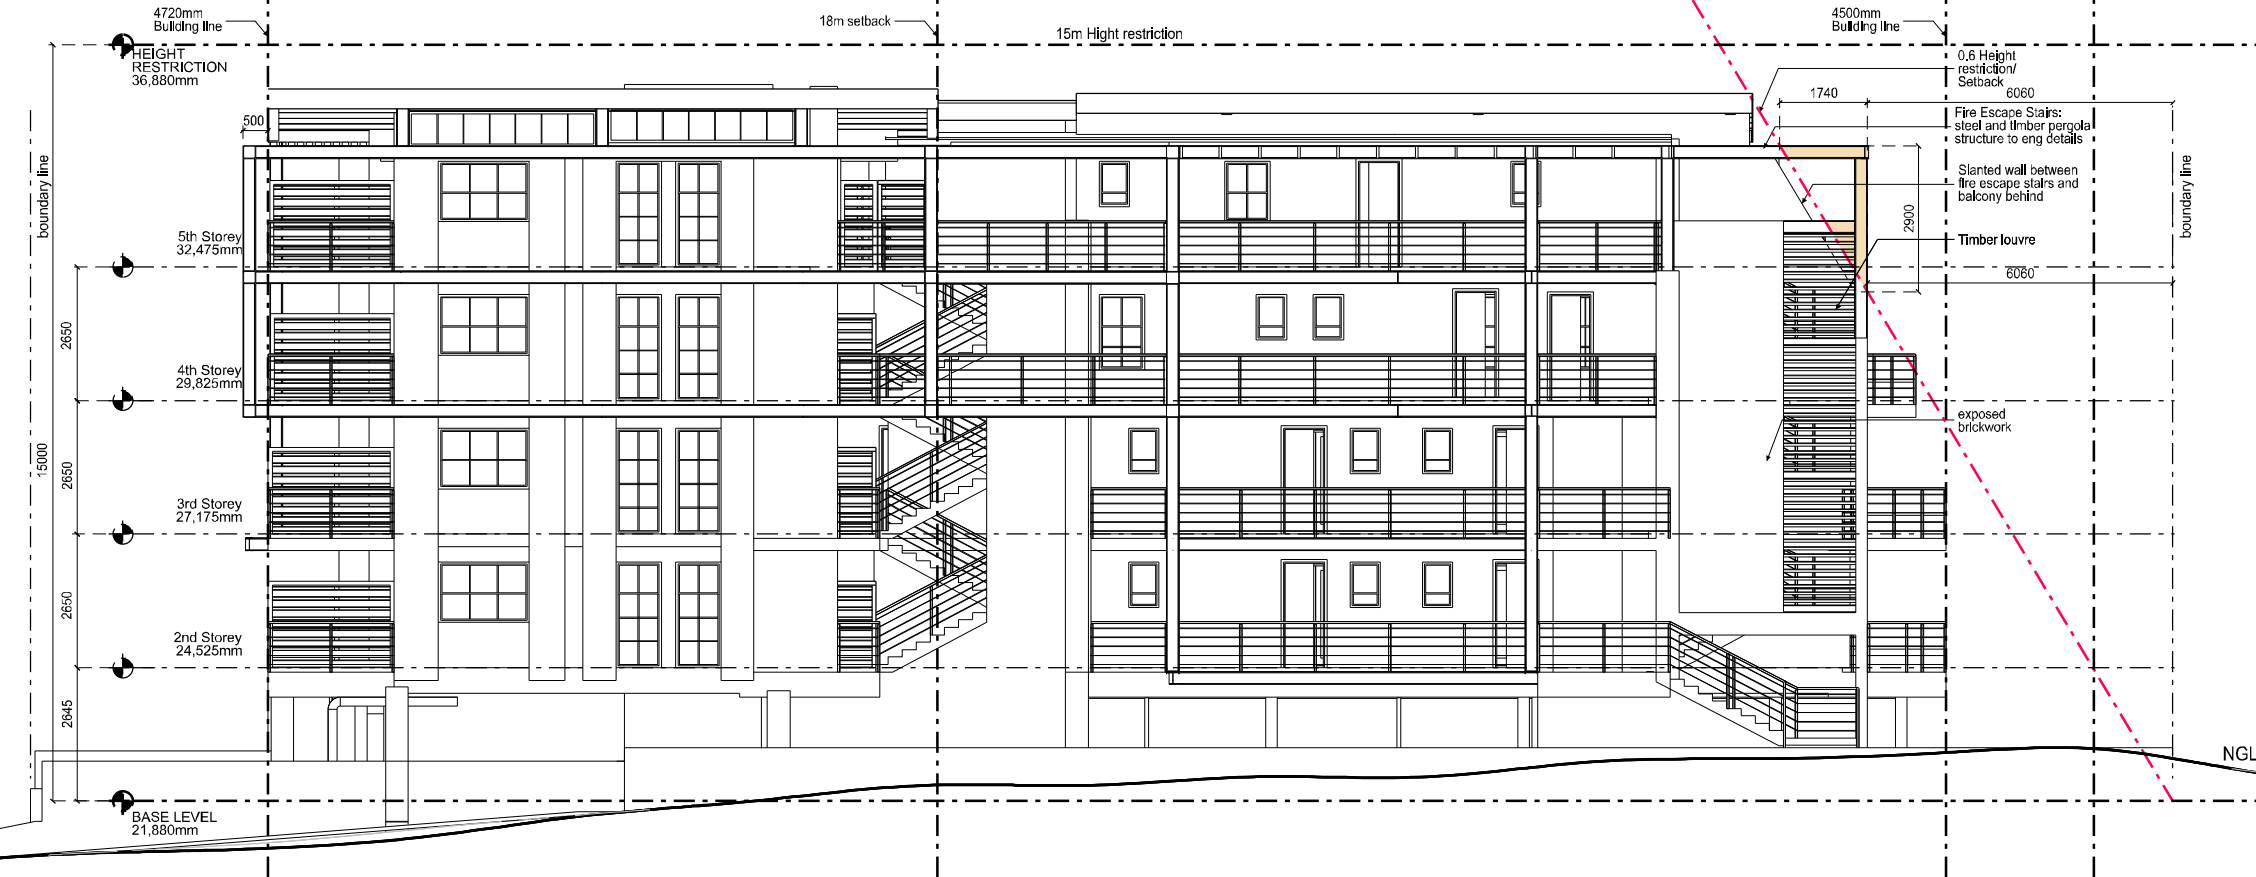 4720mm
Building line
18m setback
15m Hight restriction
4500mm
Building line
HEIGHT
RESTRICTION
36,880mm
0,6 Height
restriction/
Setback
1740
6060
500
Fire Escape Stairs:
steel and timber pergola
structure to eng details
boundary line
boundary line
Slanted wall between
fire escape stairs and
balcony behind
2900
5th Storey
32,475mm
Timber louvre
6060
2650
4th Storey
29,825mm
exposed
brickwork
15000
2650
3rd Storey
27,175mm
2650
2nd Storey
24,525mm
2645
NGL
BASE LEVEL
21,880mm